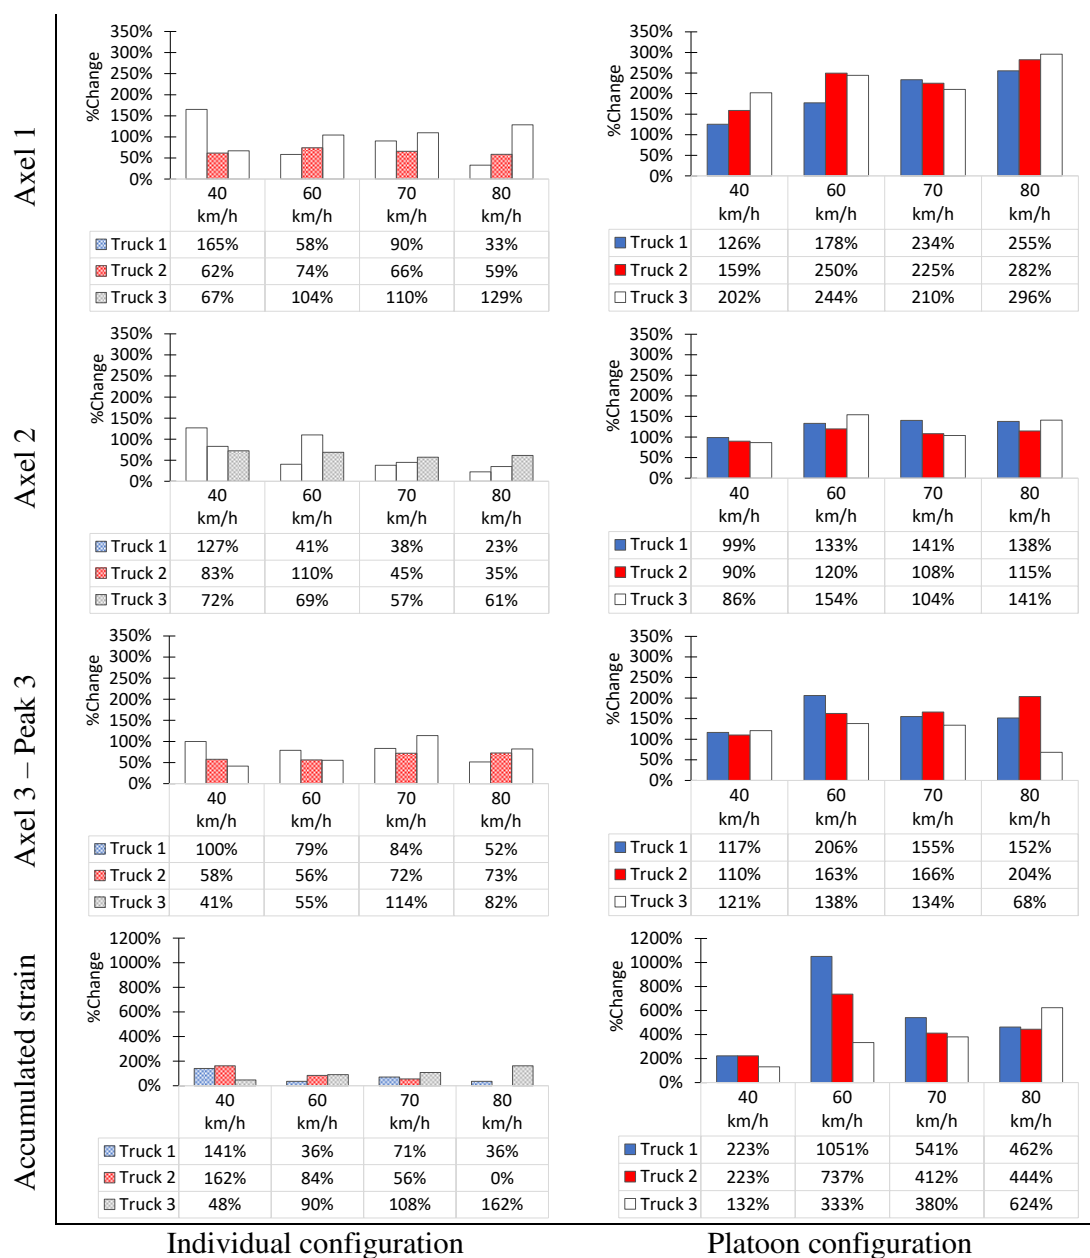 Axel 1
%Change
350%
300%
250%
200%
150%
100%
50%
0%
40 km/h 60 km/h 70 km/h 80 km/h
Truck 1 165% 58% 90% 33%
Truck 2 62% 74% 66% 59%
Truck 3 67% 104% 110% 129%
%Change
350%
300%
250%
200%
150%
100%
50%
0%
40 km/h 60 km/h 70 km/h 80 km/h
Truck 1 126% 178% 234% 255%
Truck 2 159% 250% 225% 282%
Truck 3 202% 244% 210% 296%
Axel 2
%Change
350%
300%
250%
200%
150%
100%
50%
0%
40 km/h 60 km/h 70 km/h 80 km/h
Truck 1 127% 41% 38% 23%
Truck 2 83% 110% 45% 35%
Truck 3 72% 69% 57% 61%
%Change
350%
300%
250%
200%
150%
100%
50%
0%
40 km/h 60 km/h 70 km/h 80 km/h
Truck 1 99% 133% 141% 138%
Truck 2 90% 120% 108% 115%
Truck 3 86% 154% 104% 141%
Axel 3 – Peak 3
%Change
350%
300%
250%
200%
150%
100%
50%
0%
40 km/h 60 km/h 70 km/h 80 km/h
Truck 1 100% 79% 84% 52%
Truck 2 58% 56% 72% 73%
Truck 3 41% 55% 114% 82%
%Change
350%
300%
250%
200%
150%
100%
50%
0%
40 km/h 60 km/h 70 km/h 80 km/h
Truck 1 117% 206% 155% 152%
Truck 2 110% 163% 166% 204%
Truck 3 121% 138% 134% 68%
Accumulated strain
%Change
1200%
1000%
800%
600%
400%
200%
0%
40 km/h 60 km/h 70 km/h 80 km/h
Truck 1 141% 36% 71% 36%
Truck 2 162% 84% 56% 0%
Truck 3 48% 90% 108% 162%
%Change
1200%
1000%
800%
600%
400%
200%
0%
40 km/h 60 km/h 70 km/h 80 km/h
Truck 1 223% 1051% 541% 462%
Truck 2 223% 737% 412% 444%
Truck 3 132% 333% 380% 624%
Individual configuration
Platoon configuration